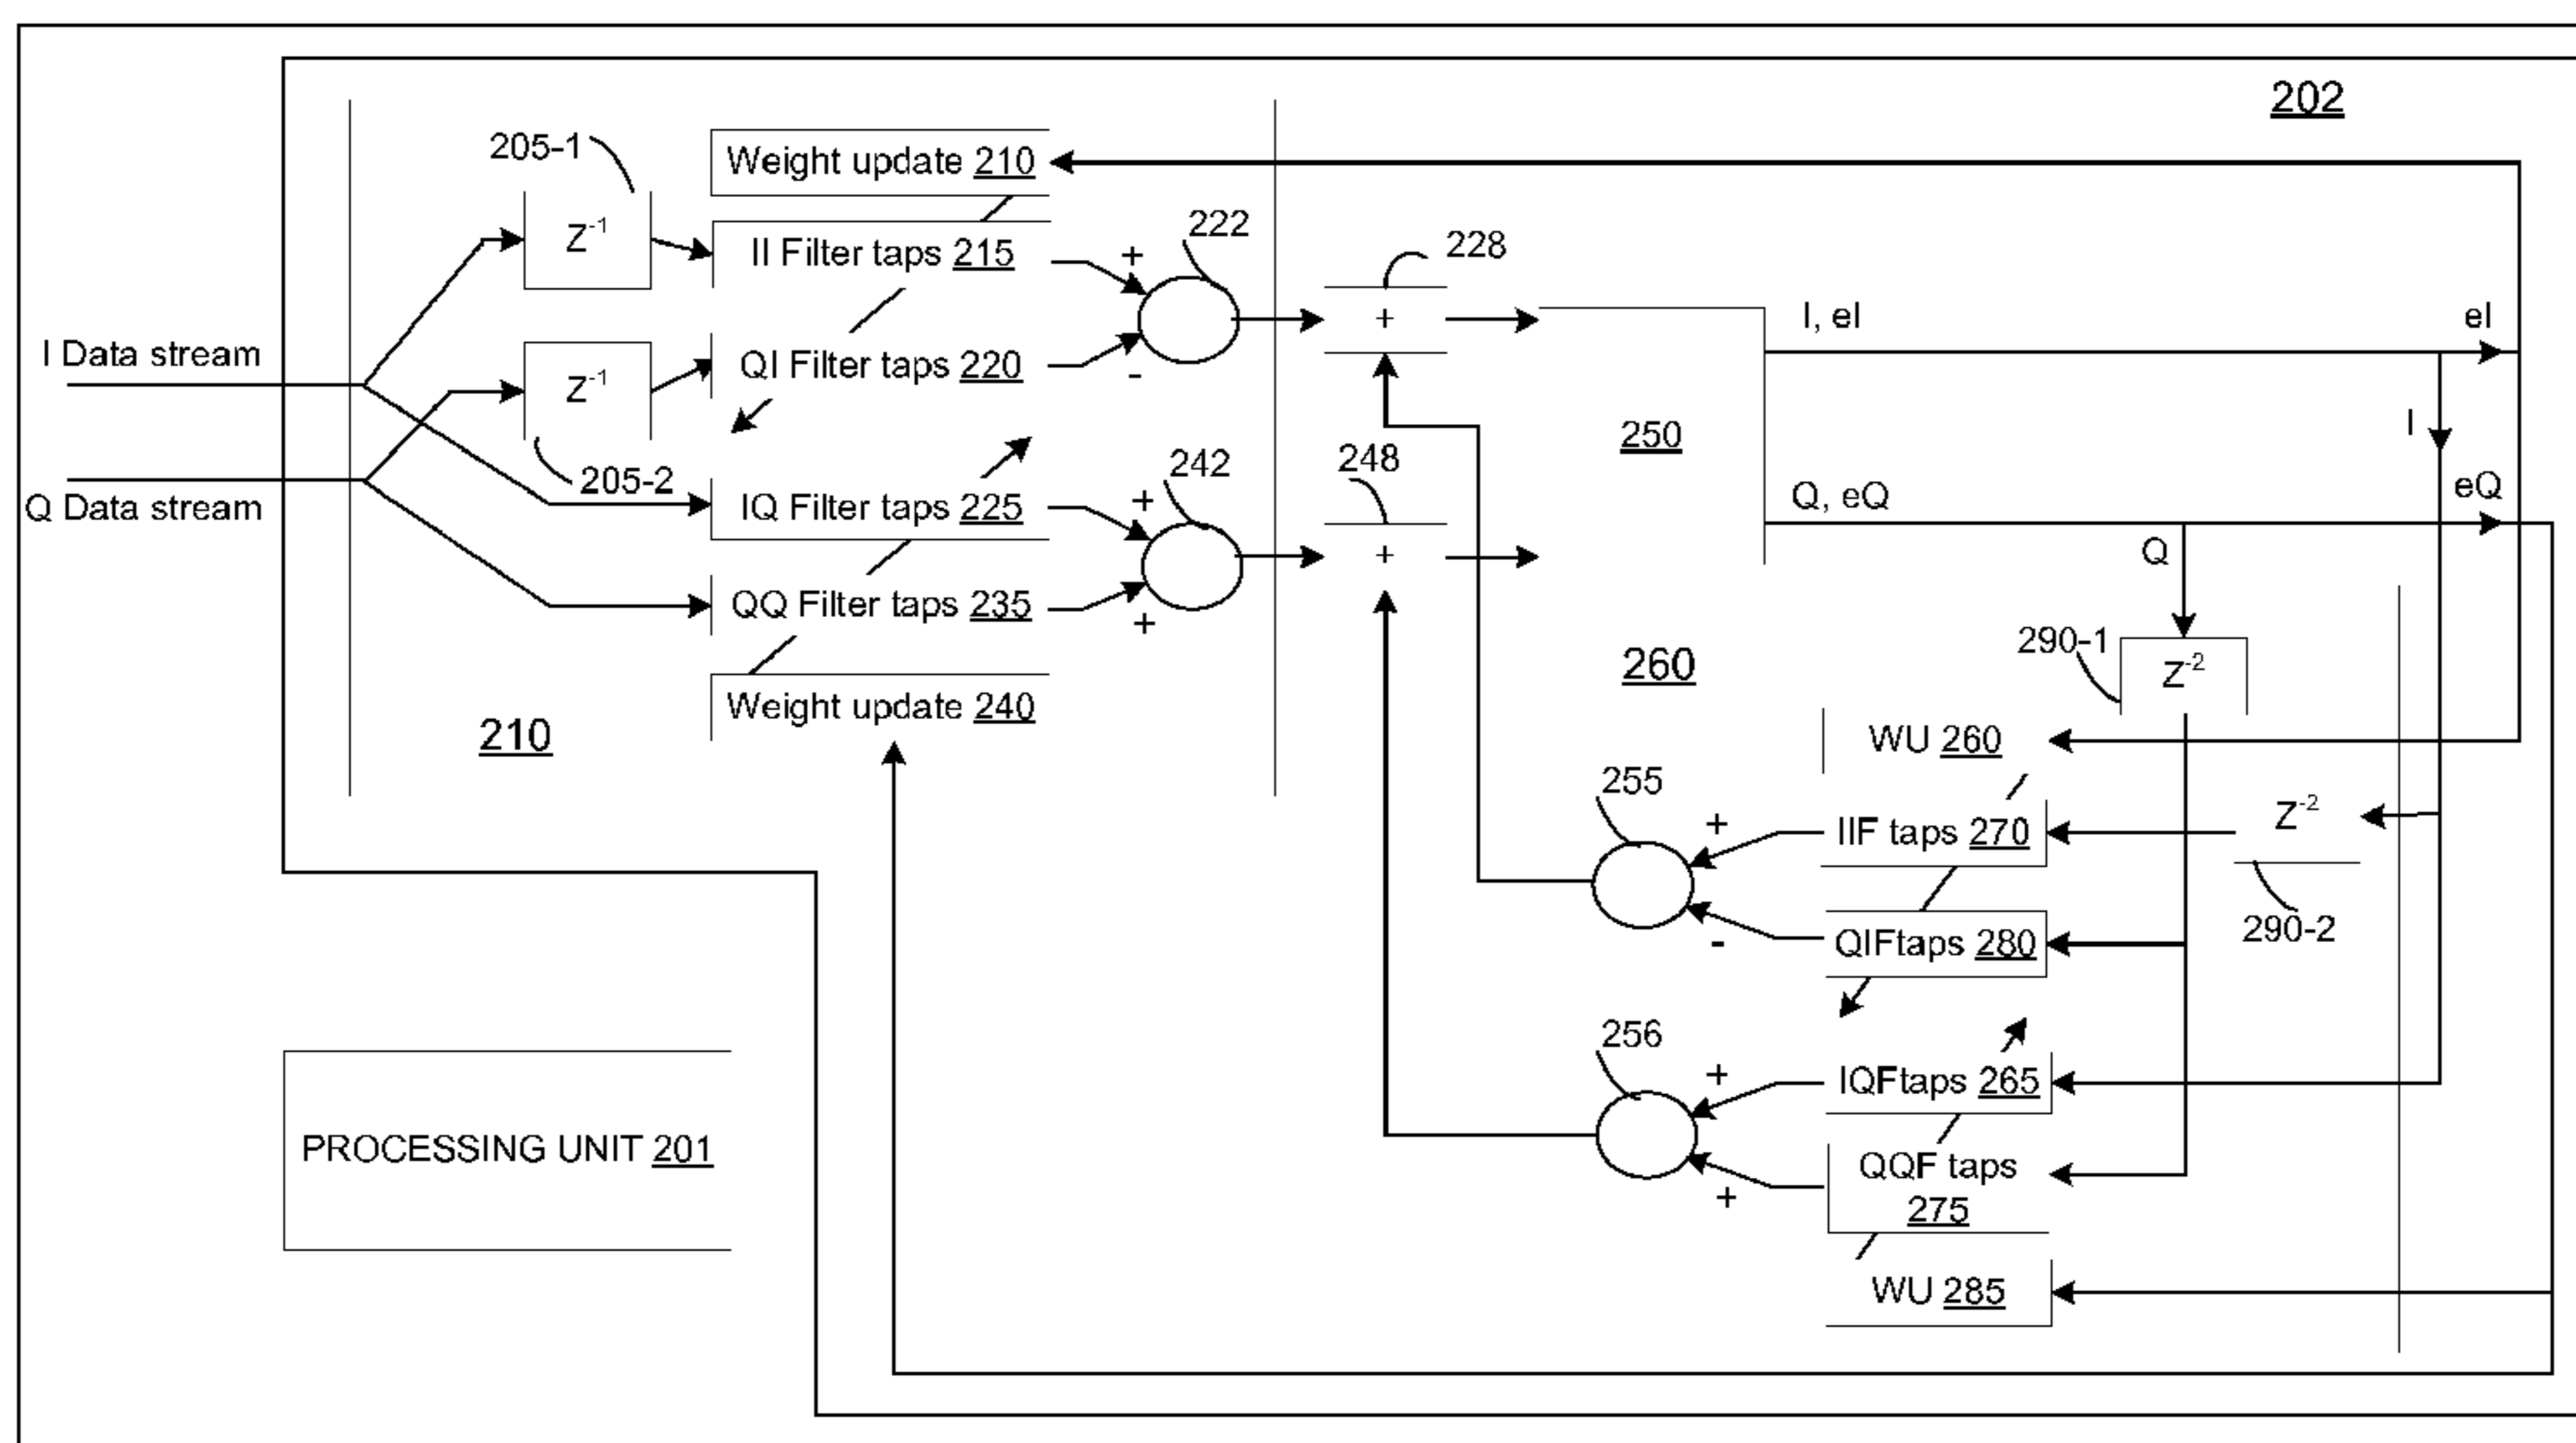 202
205-1
Weight update 210
Z-1
II Filter taps 215
+
222
228
+
I, eI
eI
I Data stream
Z-1
QI Filter taps 220
-
250
I
205-2
242
248
Q Data stream
IQ Filter taps 225
+
+
Q, eQ
eQ
Q
QQ Filter taps 235
+
290-1
Z-2
260
Weight update 240
210
WU 260
255
+
IIF taps 270
Z-2
QIFtaps 280
-
290-2
256
+
IQFtaps 265
PROCESSING UNIT 201
QQF taps
275
+
WU 285